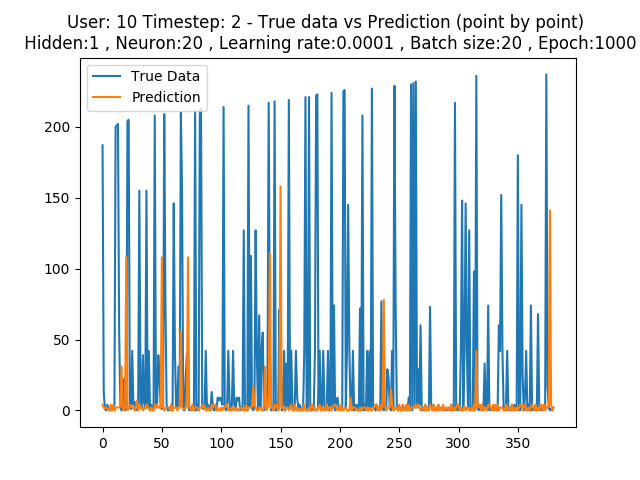 User: 10 Timestep: 2 - True data vs Prediction (point by point)
Hidden:1 , Neuron:20 , Learning rate:0.0001 , Batch size:20 , Epoch:1000
True Data
Prediction
200
150
100
50
0
0 50 100 150 200 250 300 350